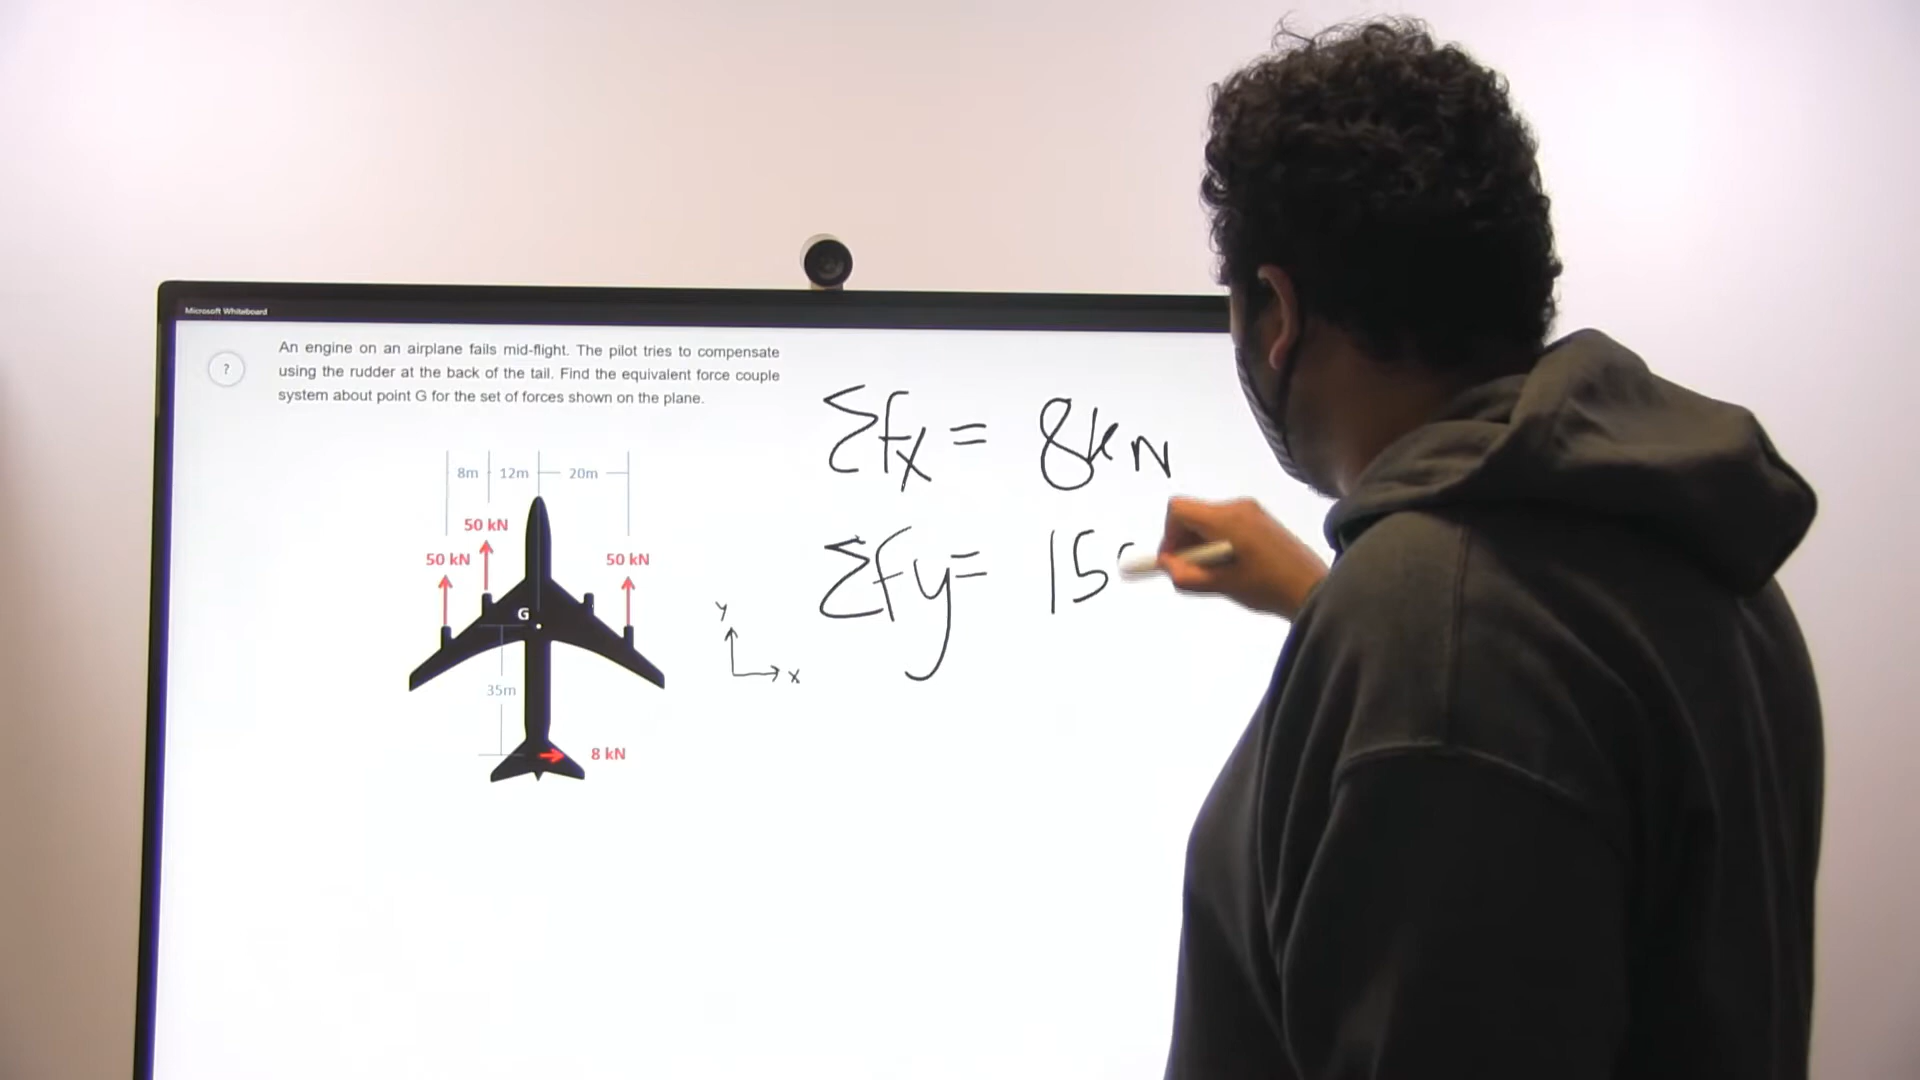 Microsoft Whiteboard
?
An engine on an airplane fails mid-flight. The pilot tries to compensate
using the rudder at the back of the tail. Find the equivalent force couple
system about point G for the set of forces shown on the plane.
8m 12m 20m
50 kN
50 kN 50 kN
G
35m
8 kN
Y
X
Σfx = 8kN
Σfy = 15